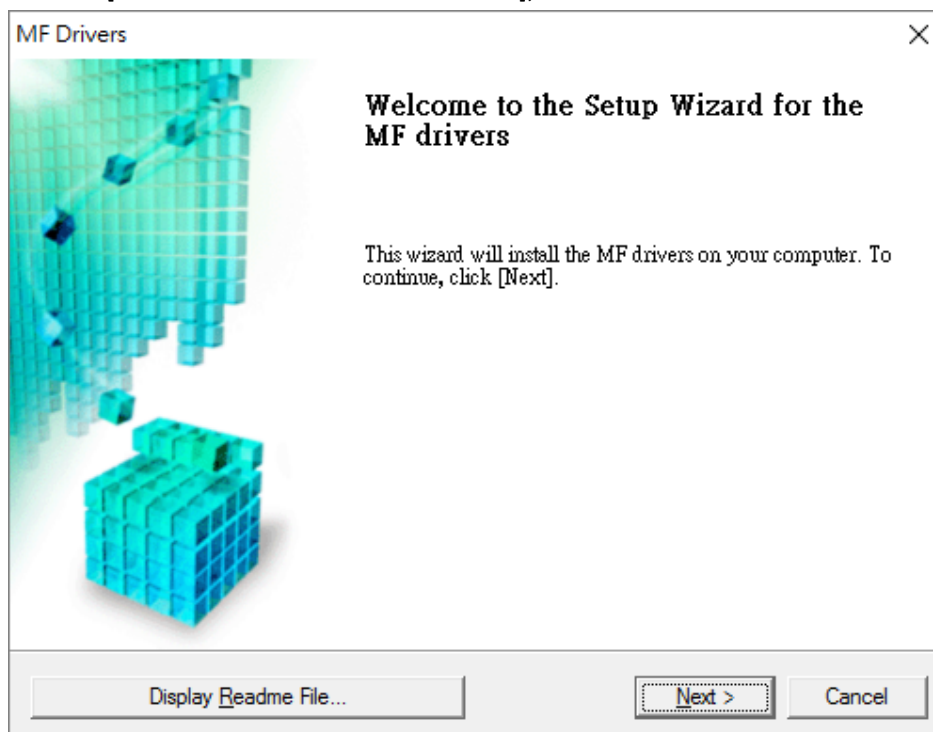 MF Drivers
Welcome to the Setup Wizard for the
MF drivers
This wizard will install the MF drivers on your computer. To
continue, click [Next].
Display Readme File...
Next >
Cancel